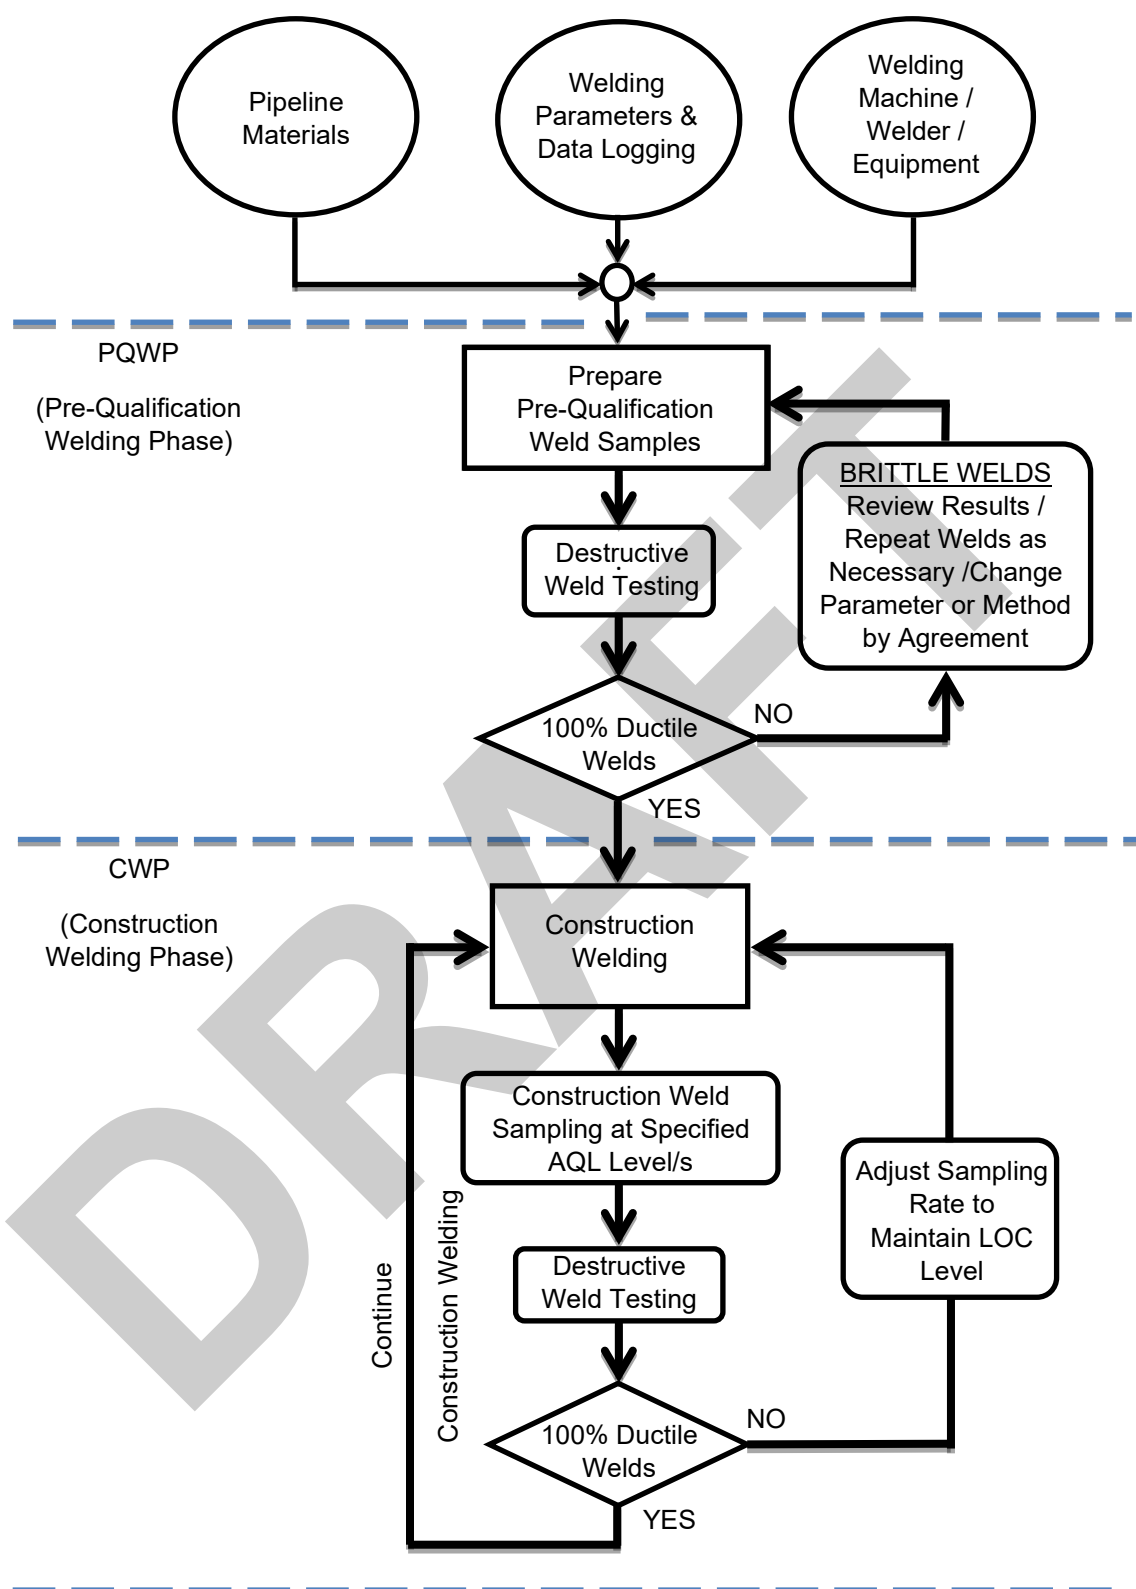 Pipeline
Materials
Welding
Parameters &
Data Logging
Welding
Machine /
Welder /
Equipment
PQWP
(Pre-Qualification
Welding Phase)
Prepare
Pre-Qualification
Weld Samples
BRITTLE WELDS
Review Results /
Repeat Welds as
Necessary /Change
Parameter or Method
by Agreement
Destructive
Weld Testing
100% Ductile
Welds
NO
YES
CWP
(Construction
Welding Phase)
Construction
Welding
Construction Weld
Sampling at Specified
AQL Level/s
Adjust Sampling
Rate to
Maintain LOC
Level
Continue
Construction Welding
Destructive
Weld Testing
100% Ductile
Welds
NO
YES
DRAFT